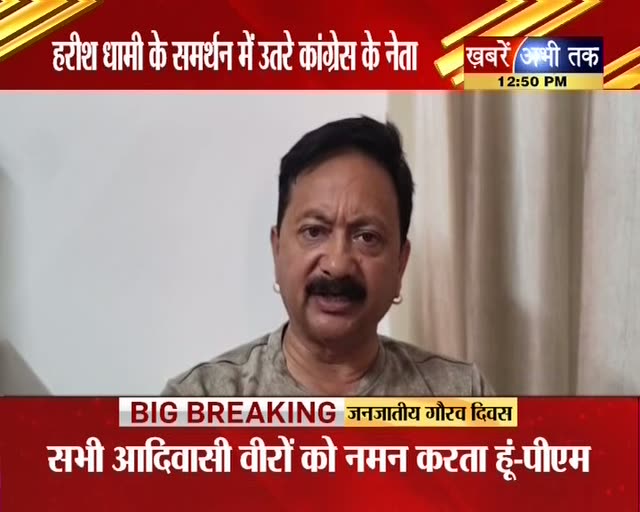 हरीश धामी के समर्थन में उतरे कांग्रेस के नेता
ख़बरें अभी तक
12:50 PM
BIG BREAKING जनजातीय गौरव दिवस
सभी आदिवासी वीरों को नमन करता हूं-पीएम